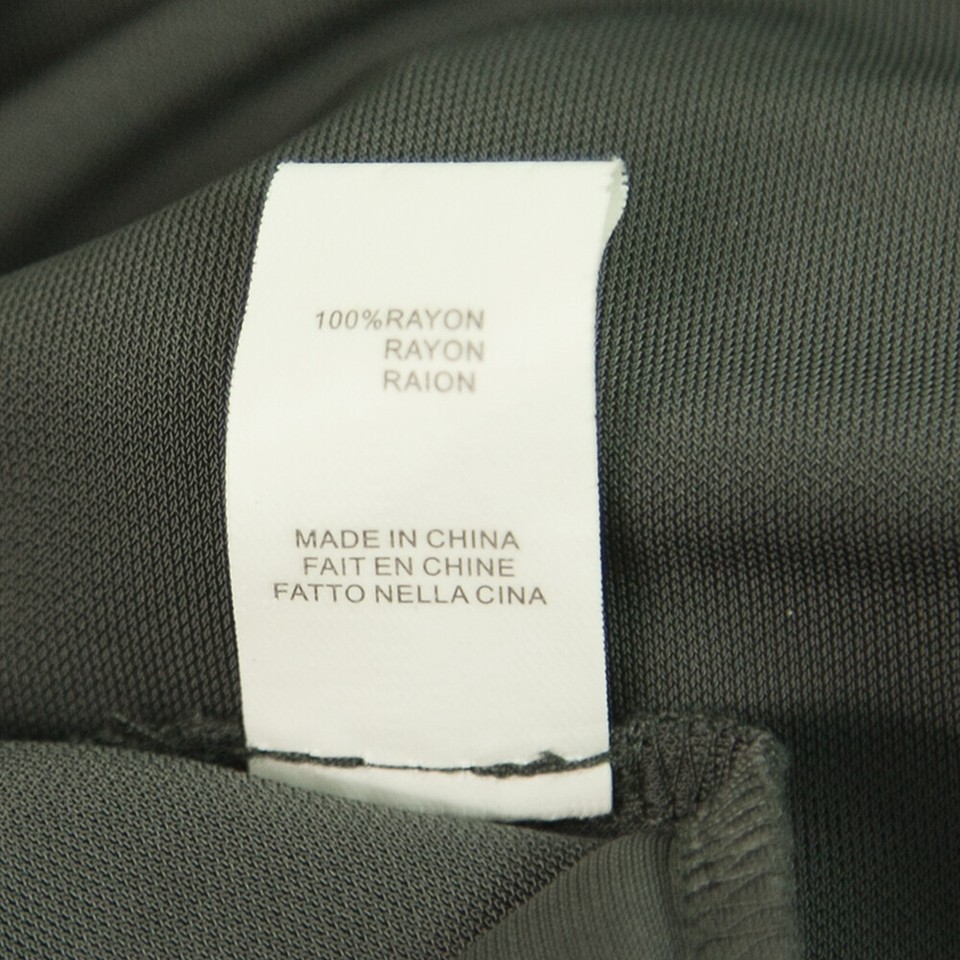 100%RAYON
RAYON
RAION
MADE IN CHINA
FAIT EN CHINE
FATTO NELLA CINA